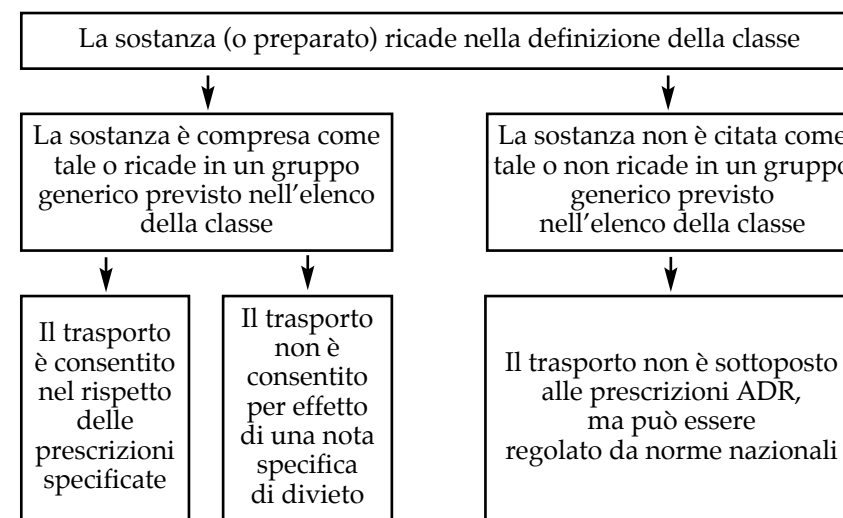 La sostanza (o preparato) ricade nella definizione della classe
La sostanza è compresa come
tale o ricade in un gruppo
generico previsto nell'elenco
della classe
La sostanza non è citata come
tale o non ricade in un gruppo
generico previsto
nell'elenco della classe
Il trasporto
è consentito
nel rispetto
delle
prescrizioni
specificate
Il trasporto
non è
consentito
per effetto
di una nota
specifica
di divieto
Il trasporto non è sottoposto
alle prescrizioni ADR,
ma può essere
regolato da norme nazionali